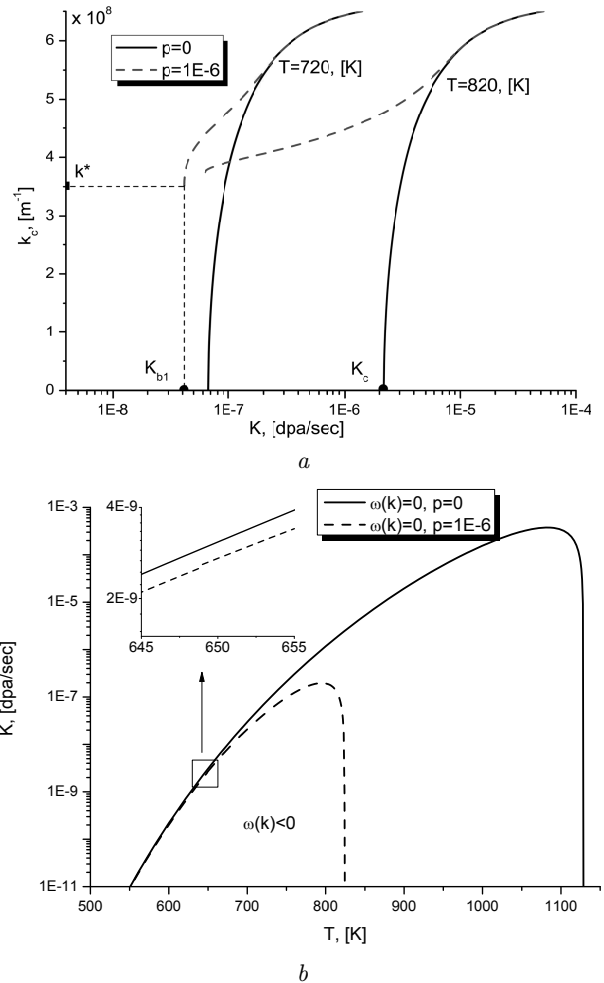 x 10⁸
p=0
p=1E-6
T=720, [K]
T=820, [K]
k*
K_b1
K_c
k_c, [m⁻¹]
6
5
4
3
2
1
0
1E-8 1E-7 1E-6 1E-5 1E-4
K, [dpa/sec]
a
ω(k)=0, p=0
ω(k)=0, p=1E-6
4E-9
2E-9
645 650 655
K, [dpa/sec]
1E-3
1E-5
1E-7
1E-9
1E-11
ω(k)<0
500 600 700 800 900 1000 1100
T, [K]
b